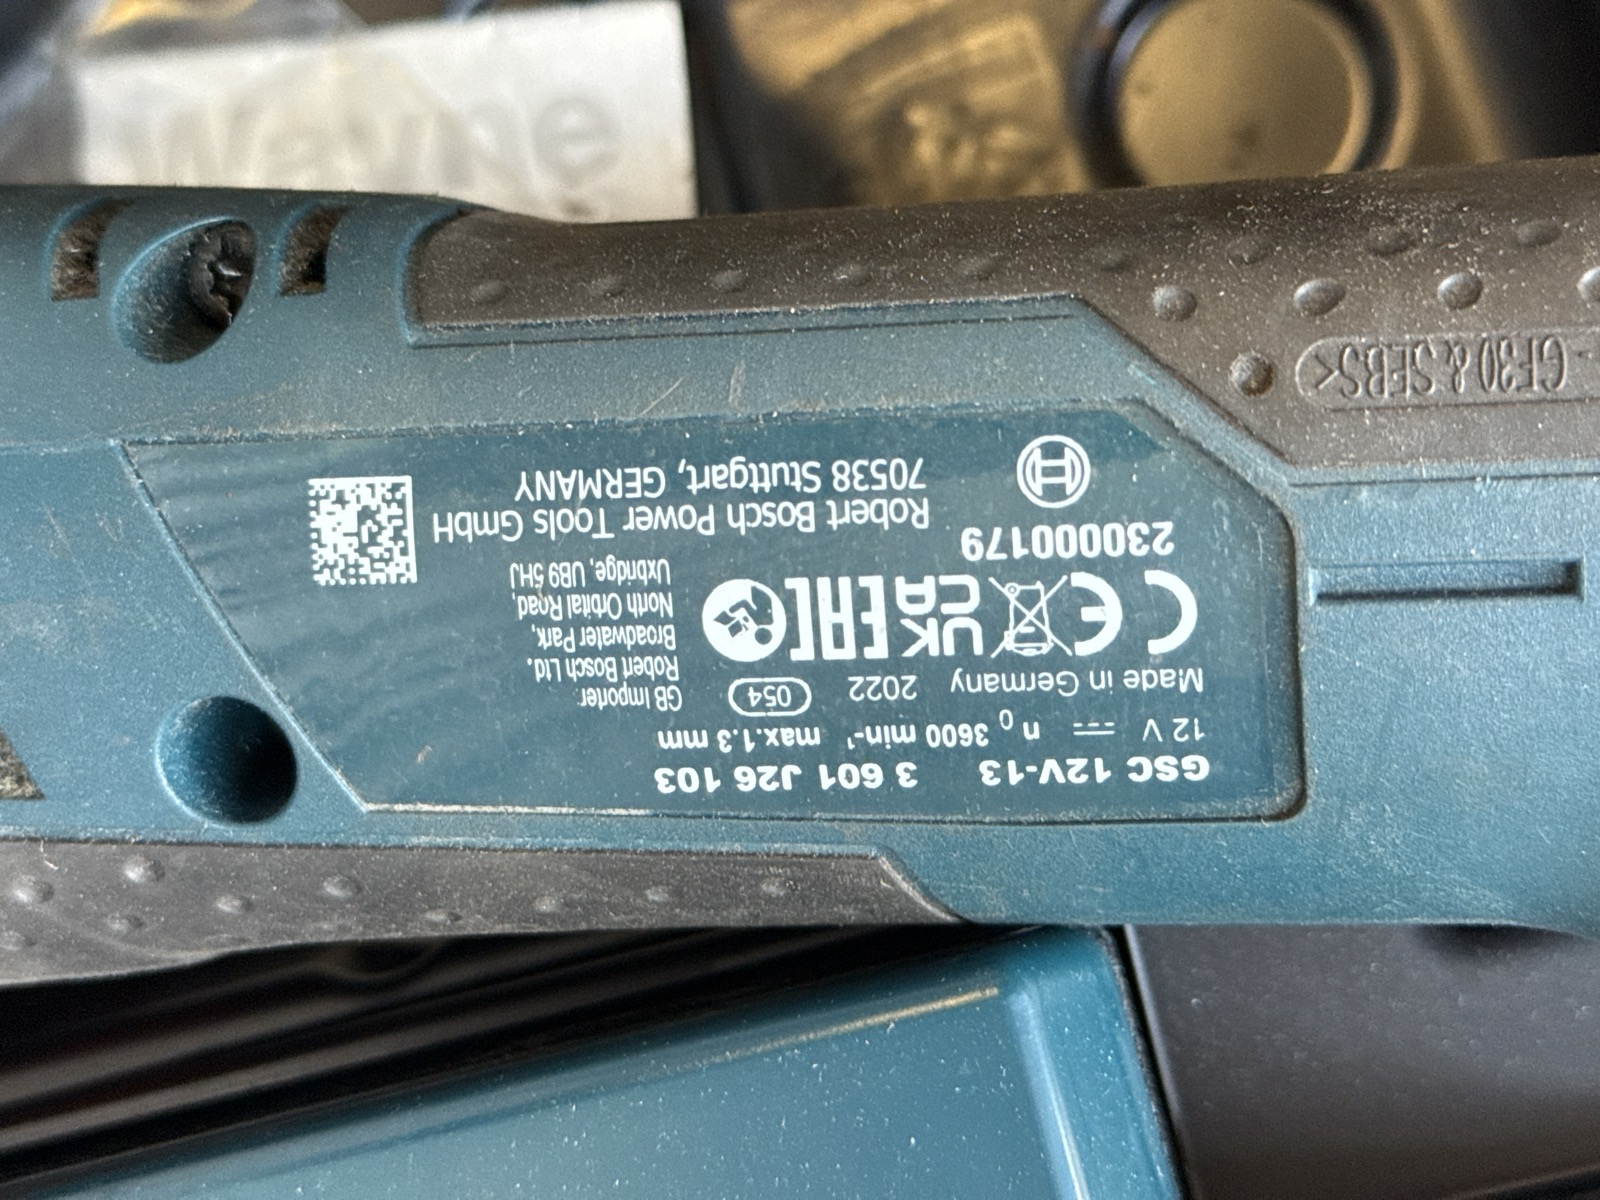 GSC 12V-13 3 601 J26 103
12 V n0 3600 min-¹ max.1.3 mm
Made in Germany 2022 054
GB Importer:
Robert Bosch Ltd.
Broadwater Park,
North Orbital Road,
Uxbridge, UB9 5HJ
CE UK CA EAC
230000179
Robert Bosch Power Tools GmbH
70538 Stuttgart, GERMANY
-GF30 & SEBS<